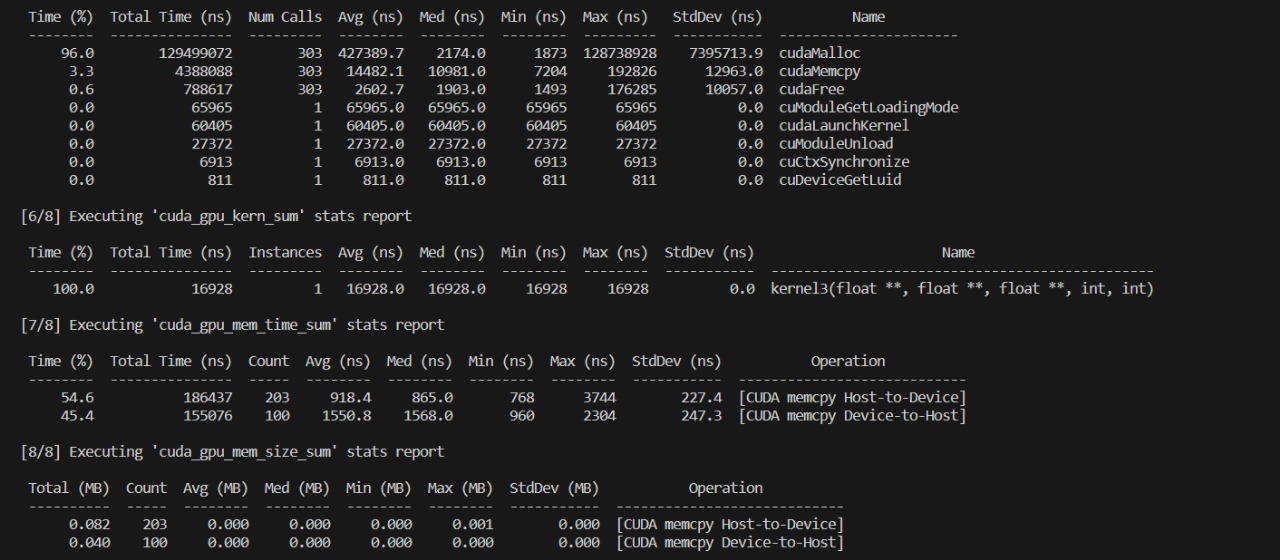 Time (%)  Total Time (ns)  Num Calls  Avg (ns)  Med (ns)  Min (ns)  Max (ns)   StdDev (ns)           Name
--------  ---------------  ---------  --------  --------  --------  ---------  -----------  ----------------------
96.0        129499072        303  427389.7    2174.0      1873  128738928    7395713.9  cudaMalloc
3.3          4388088        303   14482.1   10981.0      7204     192826      12963.0  cudaMemcpy
0.6           788617        303    2602.7    1903.0      1493     176285      10057.0  cudaFree
0.0            65965          1   65965.0   65965.0     65965      65965          0.0  cuModuleGetLoadingMode
0.0            60405          1   60405.0   60405.0     60405      60405          0.0  cudaLaunchKernel
0.0            27372          1   27372.0   27372.0     27372      27372          0.0  cuModuleUnload
0.0             6913          1    6913.0    6913.0      6913       6913          0.0  cuCtxSynchronize
0.0              811          1     811.0     811.0       811        811          0.0  cuDeviceGetLuid
[6/8] Executing 'cuda_gpu_kern_sum' stats report
Time (%)  Total Time (ns)  Instances  Avg (ns)  Med (ns)  Min (ns)  Max (ns)  StdDev (ns)                       Name
--------  ---------------  ---------  --------  --------  --------  --------  -----------  -----------------------------------------------
100.0            16928          1   16928.0   16928.0     16928     16928          0.0  kernel3(float **, float **, float **, int, int)
[7/8] Executing 'cuda_gpu_mem_time_sum' stats report
Time (%)  Total Time (ns)  Count  Avg (ns)  Med (ns)  Min (ns)  Max (ns)  StdDev (ns)           Operation
--------  ---------------  -----  --------  --------  --------  --------  -----------  ----------------------------
54.6           186437    203     918.4     865.0       768      3744        227.4  [CUDA memcpy Host-to-Device]
45.4           155076    100    1550.8    1568.0       960      2304        247.3  [CUDA memcpy Device-to-Host]
[8/8] Executing 'cuda_gpu_mem_size_sum' stats report
Total (MB)  Count  Avg (MB)  Med (MB)  Min (MB)  Max (MB)  StdDev (MB)           Operation
----------  -----  --------  --------  --------  --------  -----------  ----------------------------
0.082    203     0.000     0.000     0.000     0.001        0.000  [CUDA memcpy Host-to-Device]
0.040    100     0.000     0.000     0.000     0.000        0.000  [CUDA memcpy Device-to-Host]